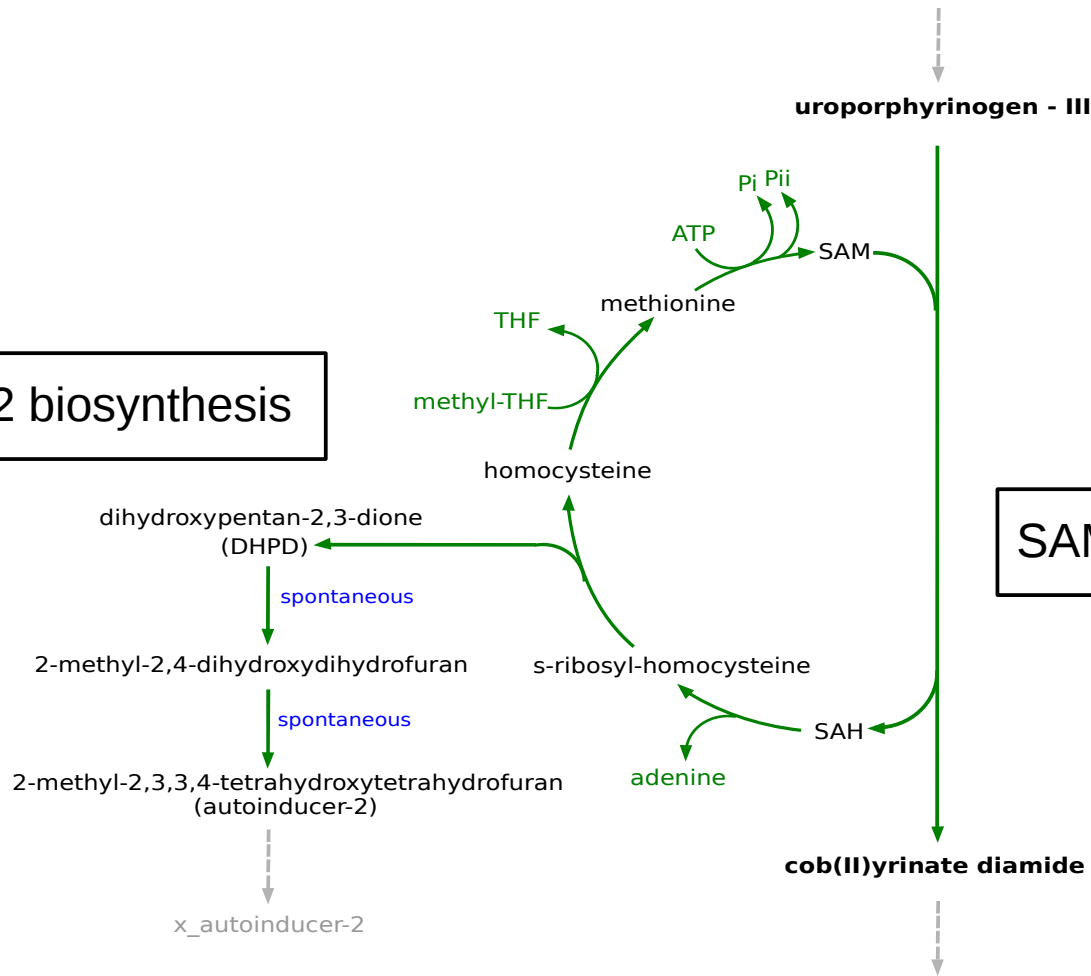 uroporphyrinogen - III
Pi Pii
ATP
SAM
methionine
THF
methyl-THF
2 biosynthesis
homocysteine
dihydroxypentan-2,3-dione
(DHPD)
SAM
spontaneous
2-methyl-2,4-dihydroxydihydrofuran
s-ribosyl-homocysteine
spontaneous
SAH
2-methyl-2,3,3,4-tetrahydroxytetrahydrofuran
(autoinducer-2)
adenine
cob(II)yrinate diamide
x_autoinducer-2